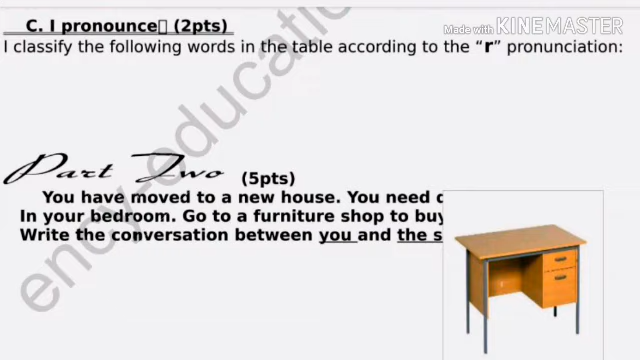 Made with KINEMASTER
C. I pronounce (2pts)
I classify the following words in the table according to the “r” pronunciation:
Part Two (5pts)
You have moved to a new house. You need
In your bedroom. Go to a furniture shop to buy
Write the conversation between you and the
ency-education